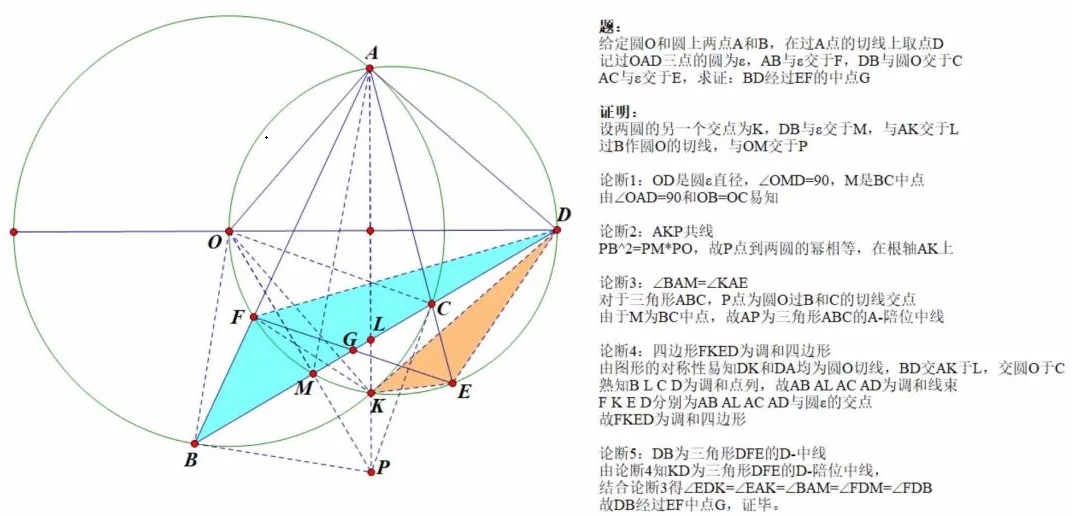 A
D
O
F
L
C
G
M
E
K
B
P
题：
给定圆O和圆上两点A和B，在过A点的切线上取点D
记过OAD三点的圆为ε，AB与ε交于F，DB与圆O交于C
AC与ε交于E，求证：BD经过EF的中点G
证明：
设两圆的另一个交点为K，DB与ε交于M，与AK交于L
过B作圆O的切线，与OM交于P
论断1：OD是圆ε直径，∠OMD=90，M是BC中点
由∠OAD=90和OB=OC易知
论断2：AKP共线
PB^2=PM*PO，故P点到两圆的幂相等，在根轴AK上
论断3：∠BAM=∠KAE
对于三角形ABC，P点为圆O过B和C的切线交点
由于M为BC中点，故AP为三角形ABC的A-陪位中线
论断4：四边形FKED为调和四边形
由图形的对称性易知DK和DA均为圆O切线，BD交AK于L，交圆O于C
熟知B L C D为调和点列，故AB AL AC AD为调和线束
F K E D分别为AB AL AC AD与圆ε的交点
故FKED为调和四边形
论断5：DB为三角形DFE的D-中线
由论断4知KD为三角形DFE的D-陪位中线，
结合论断3得∠EDK=∠EAK=∠BAM=∠FDM=∠FDB
故DB经过EF中点G，证毕。